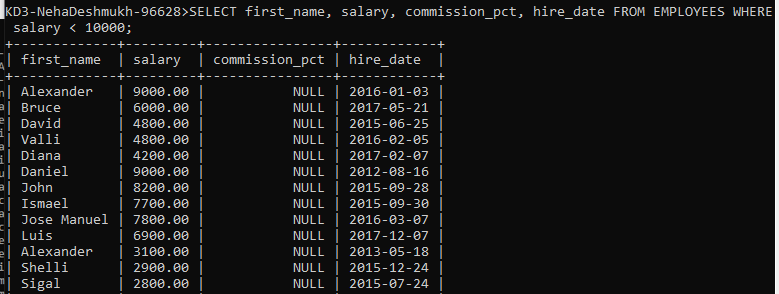 KD3-NehaDeshmukh-96628>SELECT first_name, salary, commission_pct, hire_date FROM EMPLOYEES WHERE
salary < 10000;
+-------------+---------+----------------+------------+
| first_name | salary | commission_pct | hire_date |
+-------------+---------+----------------+------------+
| Alexander | 9000.00 | NULL | 2016-01-03 |
| Bruce | 6000.00 | NULL | 2017-05-21 |
| David | 4800.00 | NULL | 2015-06-25 |
| Valli | 4800.00 | NULL | 2016-02-05 |
| Diana | 4200.00 | NULL | 2017-02-07 |
| Daniel | 9000.00 | NULL | 2012-08-16 |
| John | 8200.00 | NULL | 2015-09-28 |
| Ismael | 7700.00 | NULL | 2015-09-30 |
| Jose Manuel | 7800.00 | NULL | 2016-03-07 |
| Luis | 6900.00 | NULL | 2017-12-07 |
| Alexander | 3100.00 | NULL | 2013-05-18 |
| Shelli | 2900.00 | NULL | 2015-12-24 |
| Sigal | 2800.00 | NULL | 2015-07-24 |